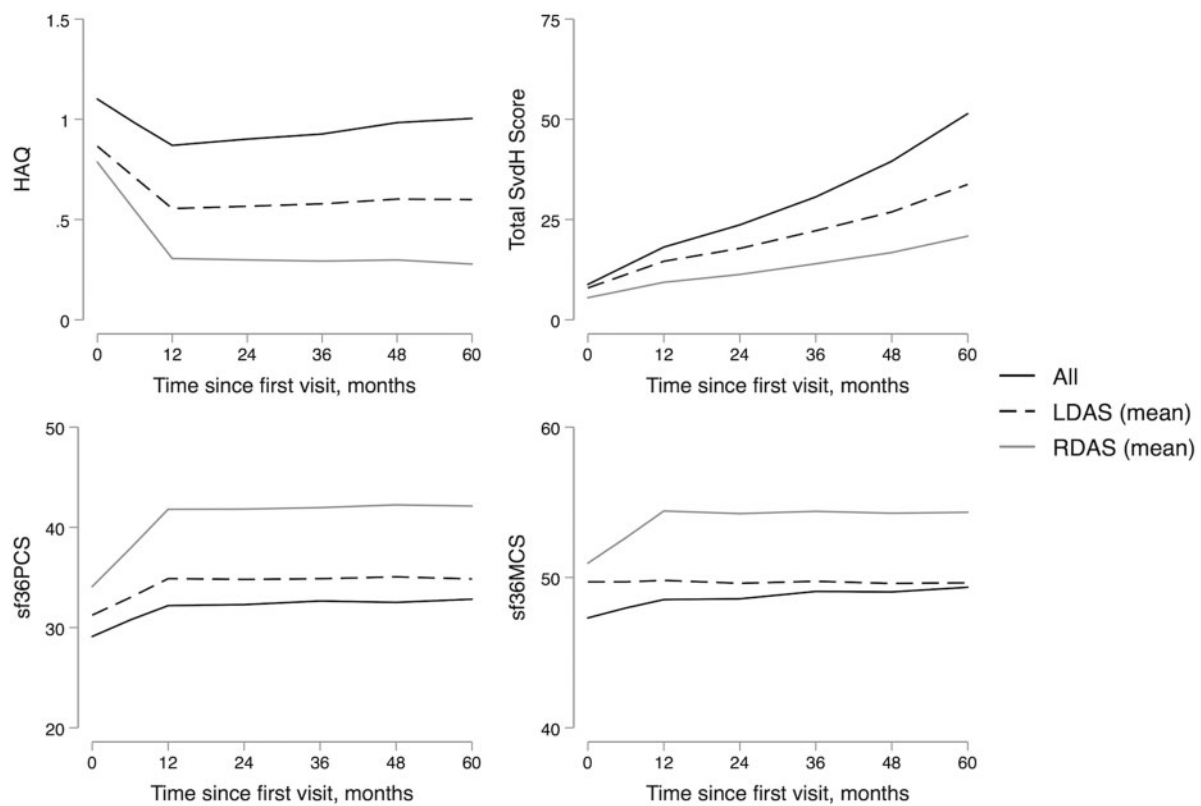 1.5
1
.5
0
HAQ
0 12 24 36 48 60
Time since first visit, months
75
50
25
0
Total SvdH Score
0 12 24 36 48 60
Time since first visit, months
50
40
30
20
sf36PCS
0 12 24 36 48 60
Time since first visit, months
60
50
40
sf36MCS
0 12 24 36 48 60
Time since first visit, months
All
LDAS (mean)
RDAS (mean)